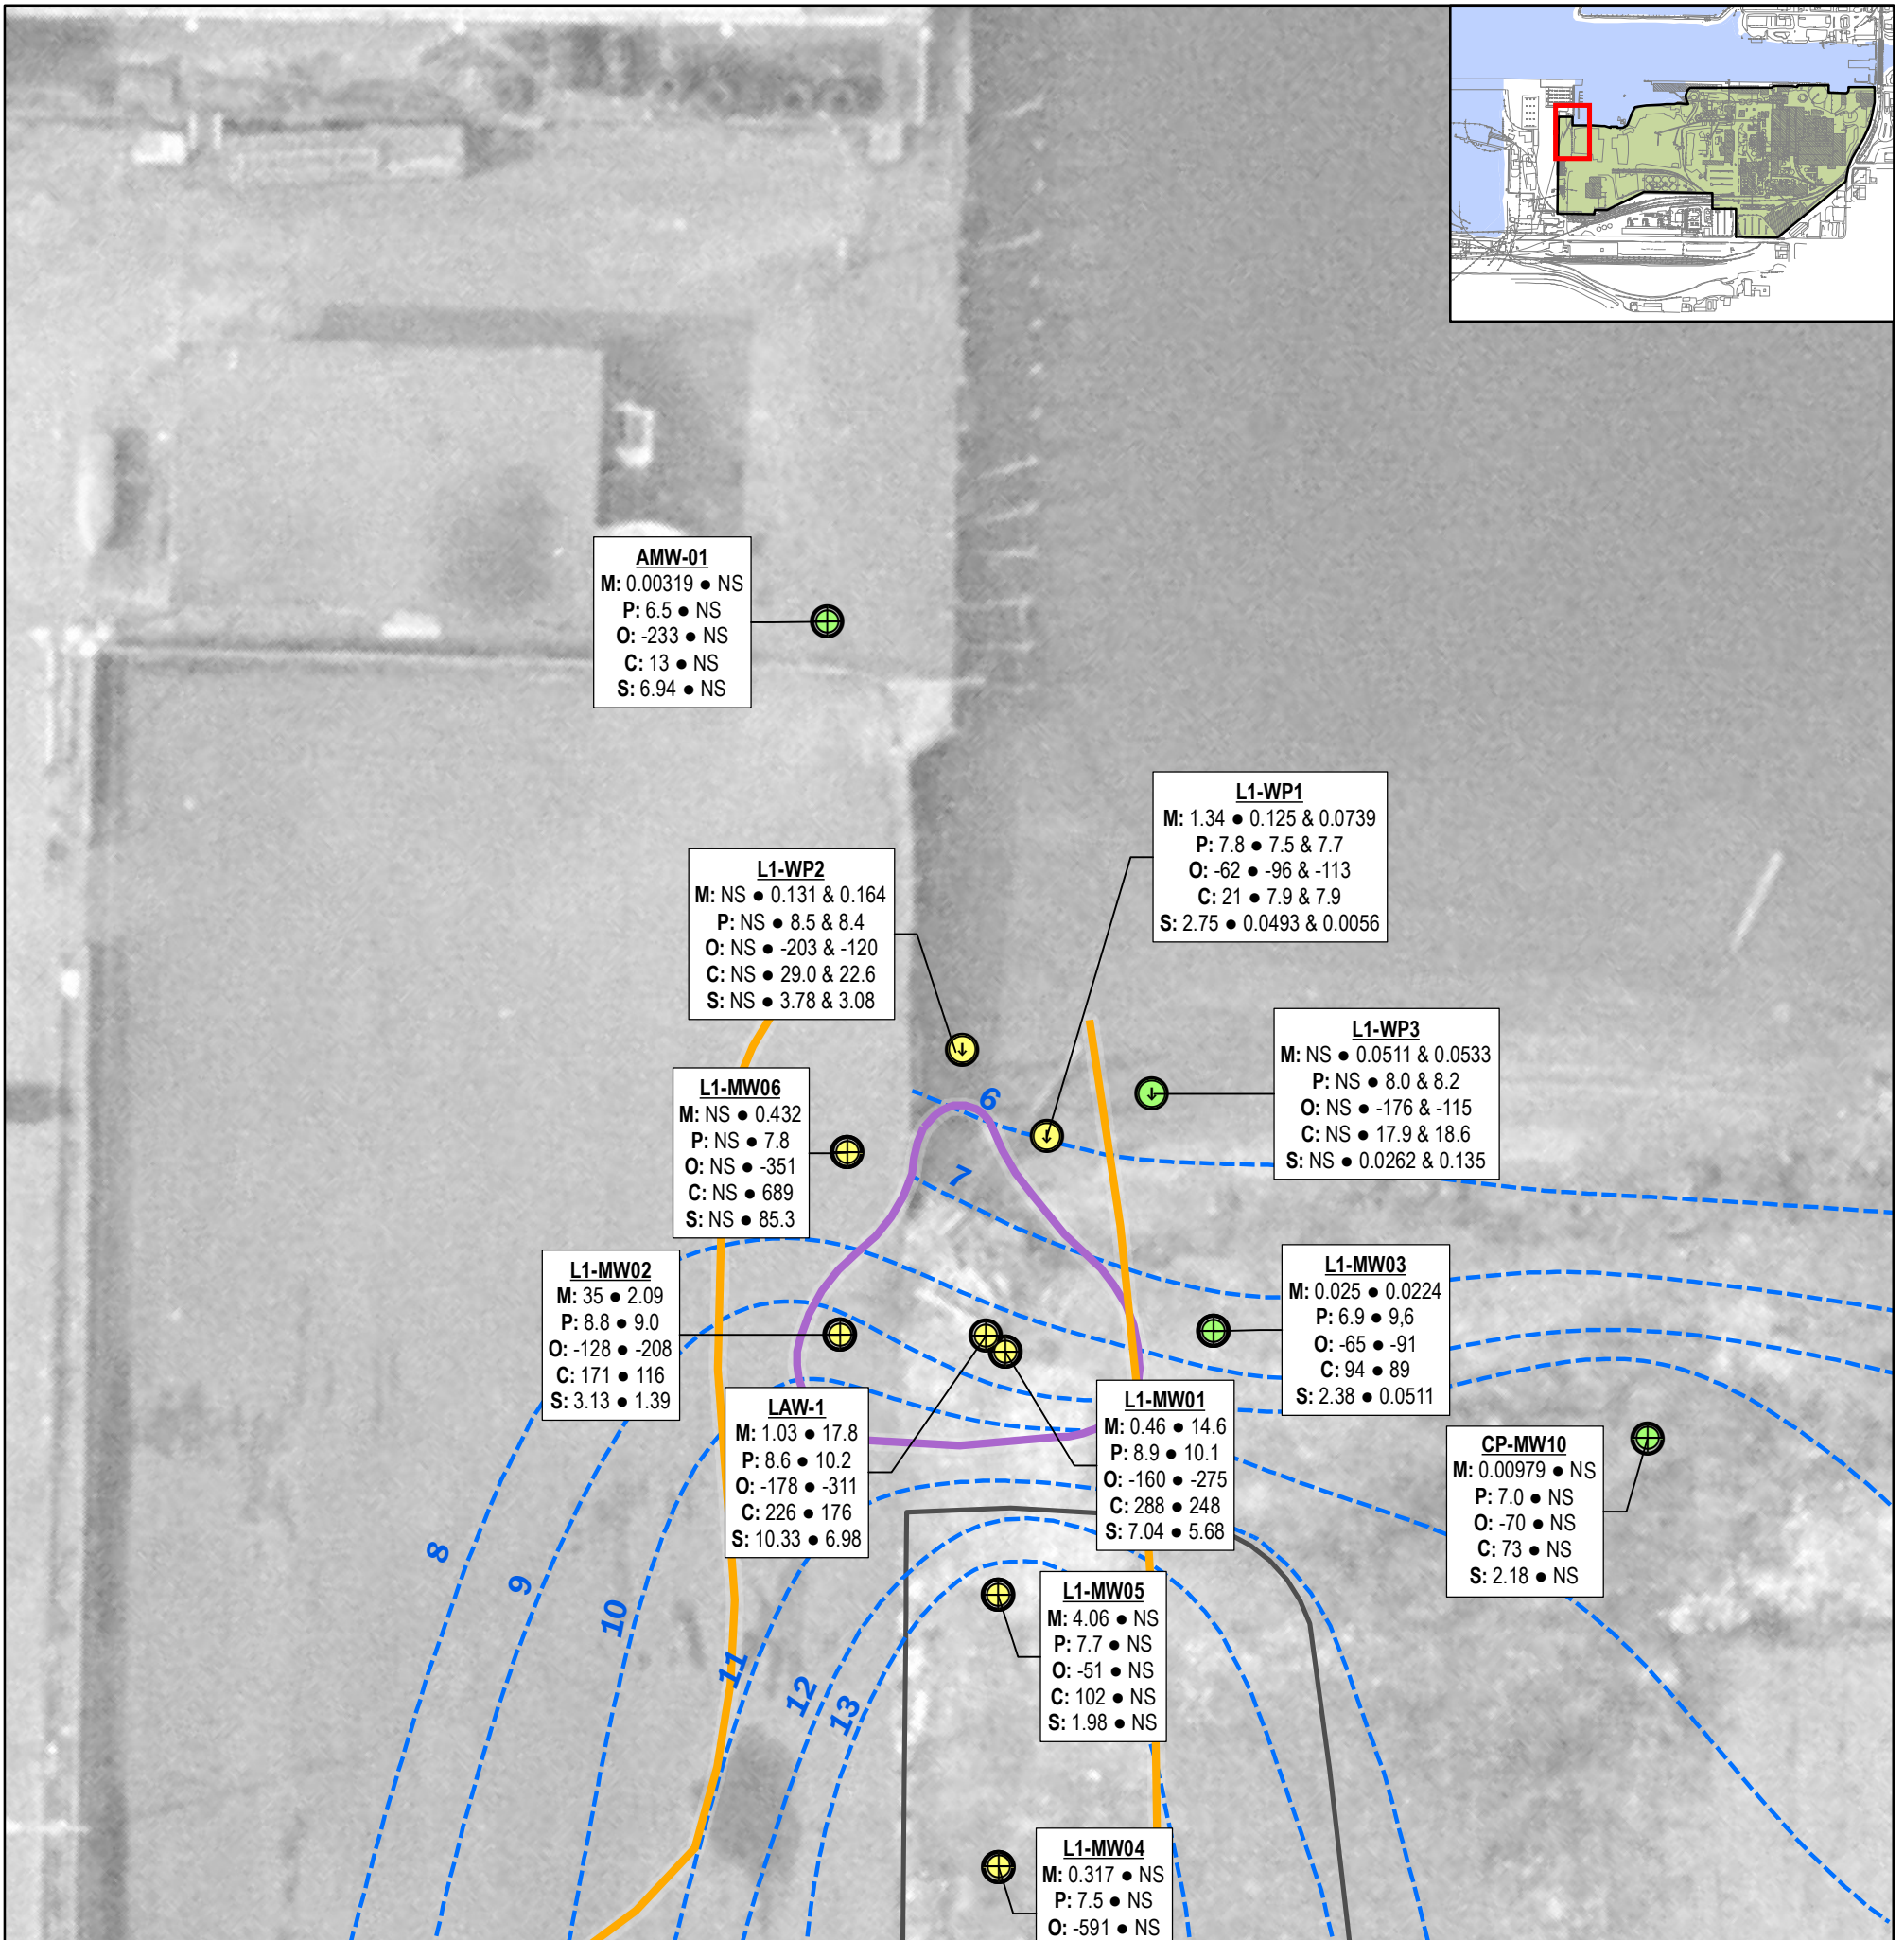 AMW-01
M: 0.00319 ● NS
P: 6.5 ● NS
O: -233 ● NS
C: 13 ● NS
S: 6.94 ● NS
L1-WP1
M: 1.34 ● 0.125 & 0.0739
P: 7.8 ● 7.5 & 7.7
O: -62 ● -96 & -113
C: 21 ● 7.9 & 7.9
S: 2.75 ● 0.0493 & 0.0056
L1-WP2
M: NS ● 0.131 & 0.164
P: NS ● 8.5 & 8.4
O: NS ● -203 & -120
C: NS ● 29.0 & 22.6
S: NS ● 3.78 & 3.08
L1-WP3
M: NS ● 0.0511 & 0.0533
P: NS ● 8.0 & 8.2
O: NS ● -176 & -115
C: NS ● 17.9 & 18.6
S: NS ● 0.0262 & 0.135
L1-MW06
M: NS ● 0.432
P: NS ● 7.8
O: NS ● -351
C: NS ● 689
S: NS ● 85.3
6
7
L1-MW02
M: 35 ● 2.09
P: 8.8 ● 9.0
O: -128 ● -208
C: 171 ● 116
S: 3.13 ● 1.39
L1-MW03
M: 0.025 ● 0.0224
P: 6.9 ● 9,6
O: -65 ● -91
C: 94 ● 89
S: 2.38 ● 0.0511
LAW-1
M: 1.03 ● 17.8
P: 8.6 ● 10.2
O: -178 ● -311
C: 226 ● 176
S: 10.33 ● 6.98
L1-MW01
M: 0.46 ● 14.6
P: 8.9 ● 10.1
O: -160 ● -275
C: 288 ● 248
S: 7.04 ● 5.68
CP-MW10
M: 0.00979 ● NS
P: 7.0 ● NS
O: -70 ● NS
C: 73 ● NS
S: 2.18 ● NS
8
9
10
11
12
13
L1-MW05
M: 4.06 ● NS
P: 7.7 ● NS
O: -51 ● NS
C: 102 ● NS
S: 1.98 ● NS
L1-MW04
M: 0.317 ● NS
P: 7.5 ● NS
O: -591 ● NS